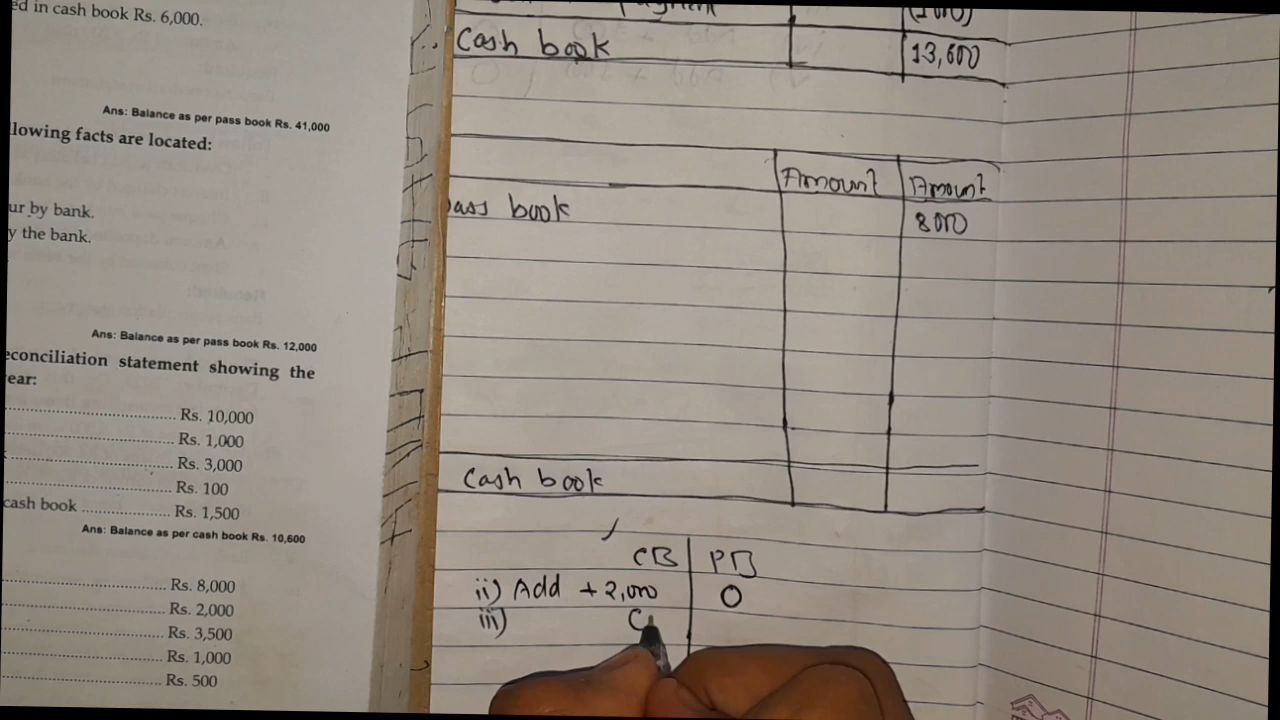 ed in cash book Rs. 6,000.
Ans: Balance as per pass book Rs. 41,000
llowing facts are located:
ur by bank.
y the bank.
Ans: Balance as per pass book Rs. 12,000
econciliation statement showing the
ear:
Rs. 10,000
Rs. 1,000
Rs. 3,000
Rs. 100
cash book ........................ Rs. 1,500
Ans: Balance as per cash book Rs. 10,600
Rs. 8,000
Rs. 2,000
Rs. 3,500
Rs. 1,000
Rs. 500
(100)
Cash book 13,600
Amount Amount
pass book 8000
Cash book
CB PB
ii) Add +2,000 0
iii)